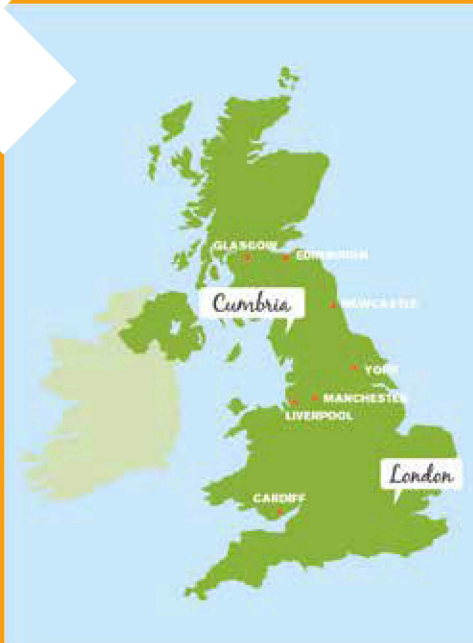 GLASGOW
EDINBURGH
Cumbria
NEWCASTLE
YORK
MANCHESTER
LIVERPOOL
London
CARDIFF